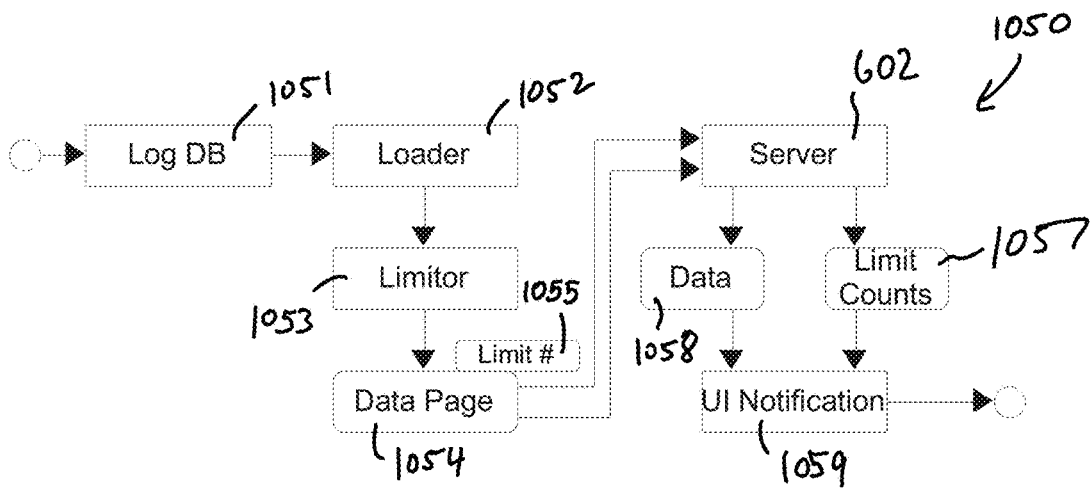 1050
1051
1052
602
Log DB
Loader
Server
Limitor
1053
1055
Data
Limit
Counts
1057
1058
Limit #
Data Page
1054
UI Notification
1059